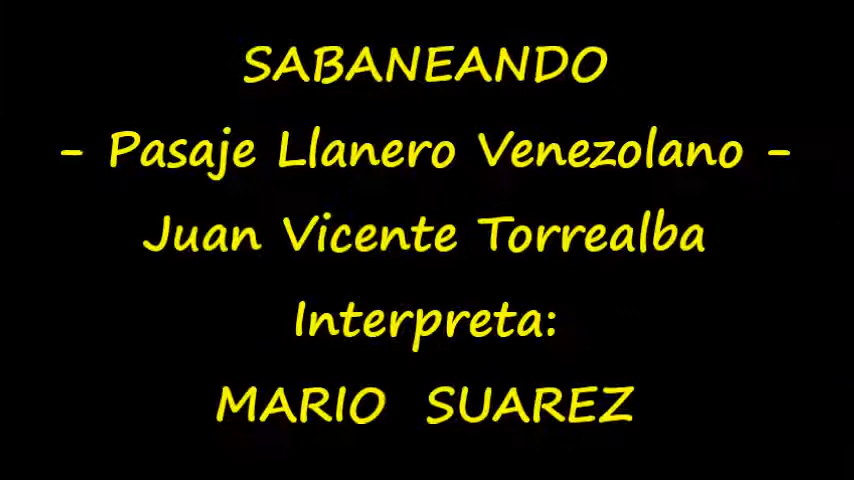 SABANEANDO
- Pasaje Llanero Venezolano -
Juan Vicente Torrealba
Interpreta:
MARIO SUAREZ